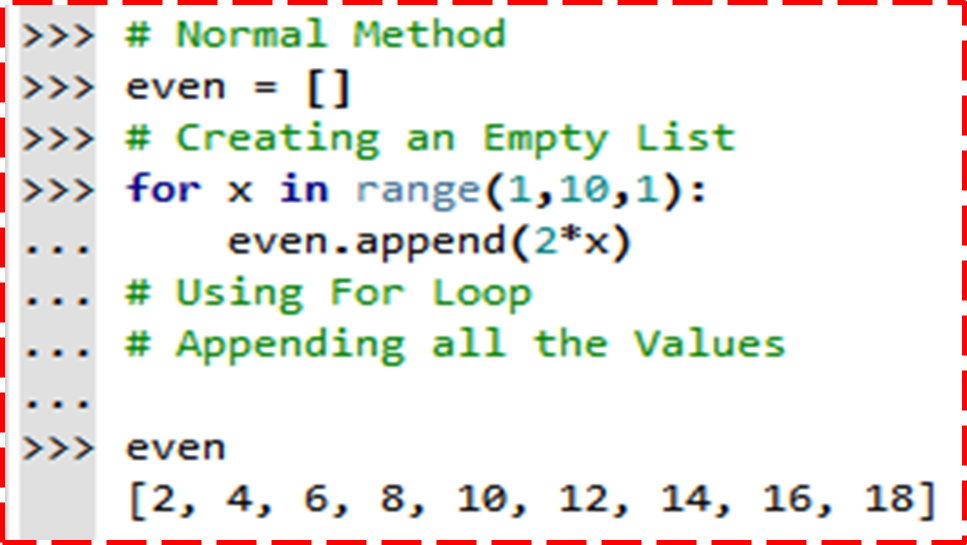 >>> # Normal Method
>>> even = []
>>> # Creating an Empty List
>>> for x in range(1,10,1):
...     even.append(2*x)
... # Using For Loop
... # Appending all the Values
...
>>> even
    [2, 4, 6, 8, 10, 12, 14, 16, 18]